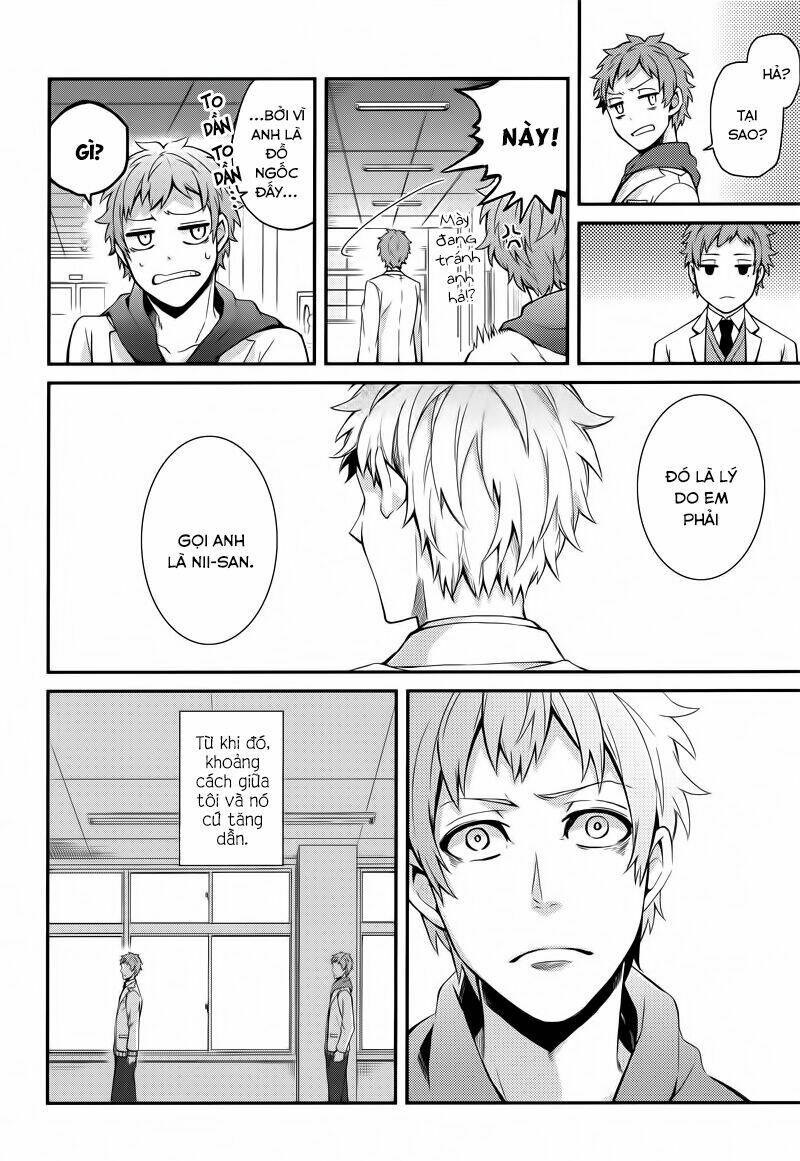 HẢ?
TẠI
SAO?
NÀY!
Mày
đang
tránh
anh
hả!?
...BỞI VÌ
ANH LÀ
ĐỒ
NGỐC
ĐẤY...
TO
DẦN
TO
DẦN
GÌ?
ĐÓ LÀ LÝ
DO EM
PHẢI
GỌI ANH
LÀ NII-SAN.
Từ khi đó,
khoảng
cách giữa
tôi và nó
cứ tăng
dần.